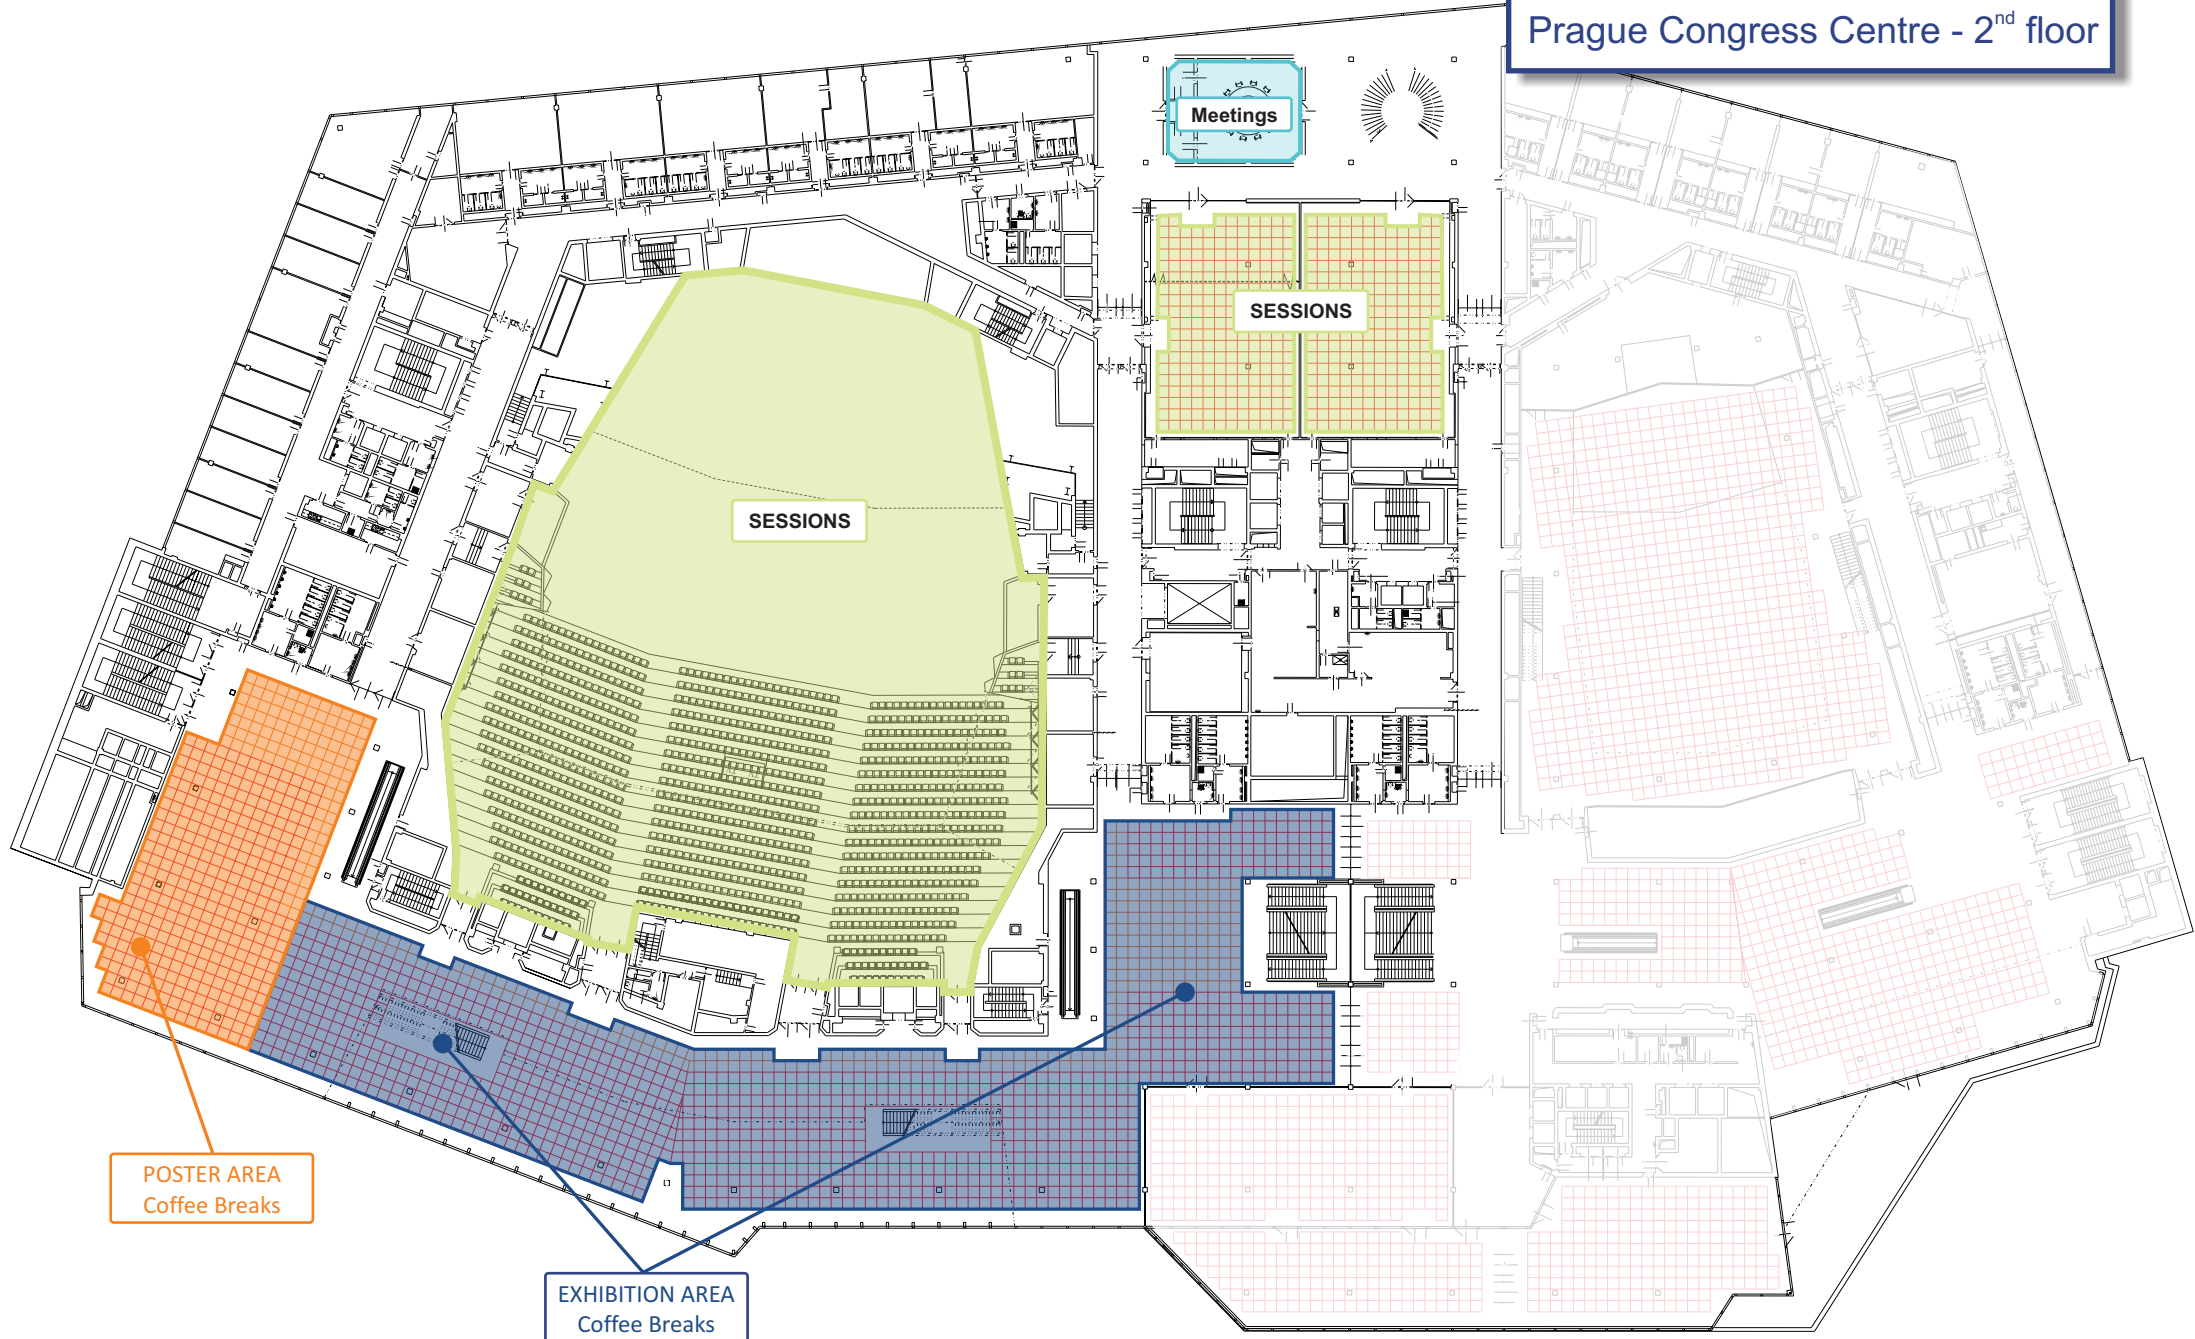 Prague Congress Centre - 2nd floor
Meetings
SESSIONS
SESSIONS
POSTER AREA
Coffee Breaks
EXHIBITION AREA
Coffee Breaks